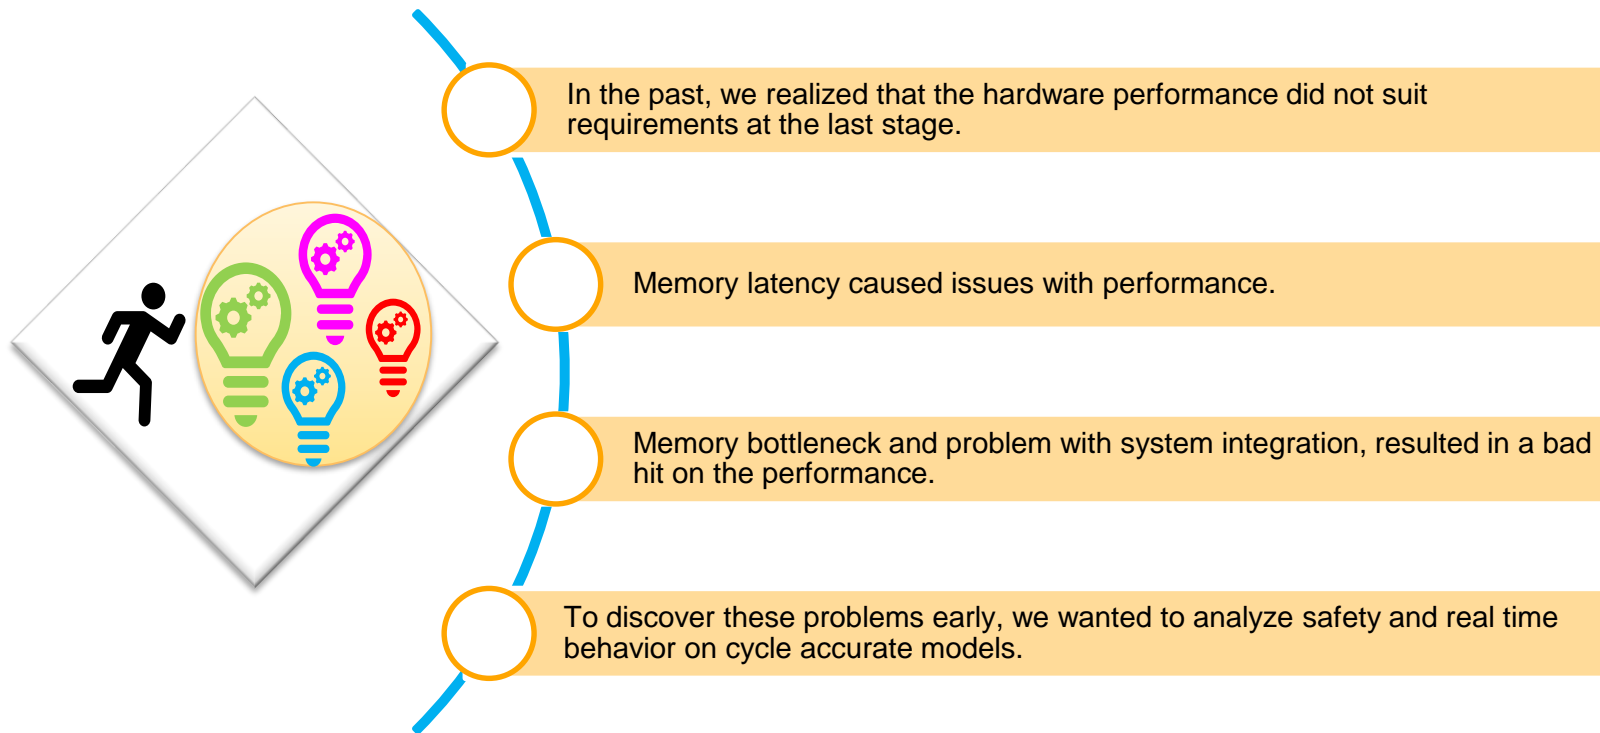 In the past, we realized that the hardware performance did not suit
requirements at the last stage.
Memory latency caused issues with performance.
Memory bottleneck and problem with system integration, resulted in a bad
hit on the performance.
To discover these problems early, we wanted to analyze safety and real time
behavior on cycle accurate models.